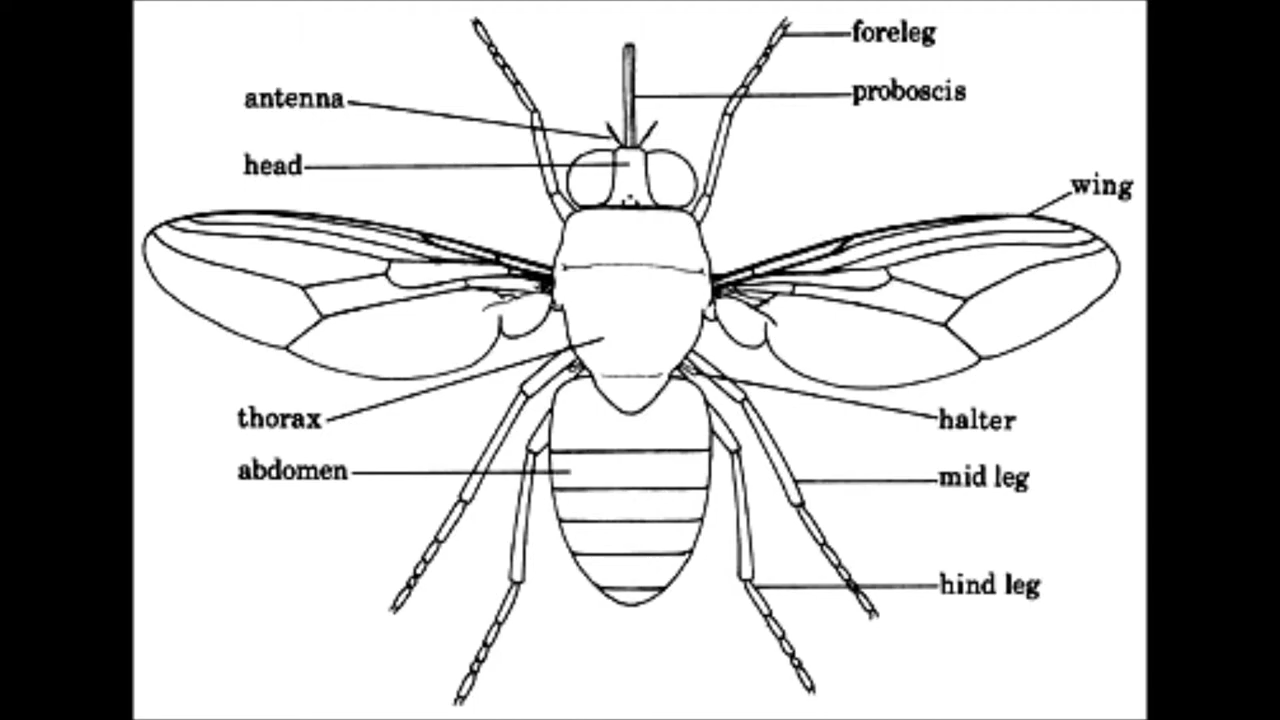 foreleg
antenna
proboscis
head
wing
thorax
halter
abdomen
mid leg
hind leg